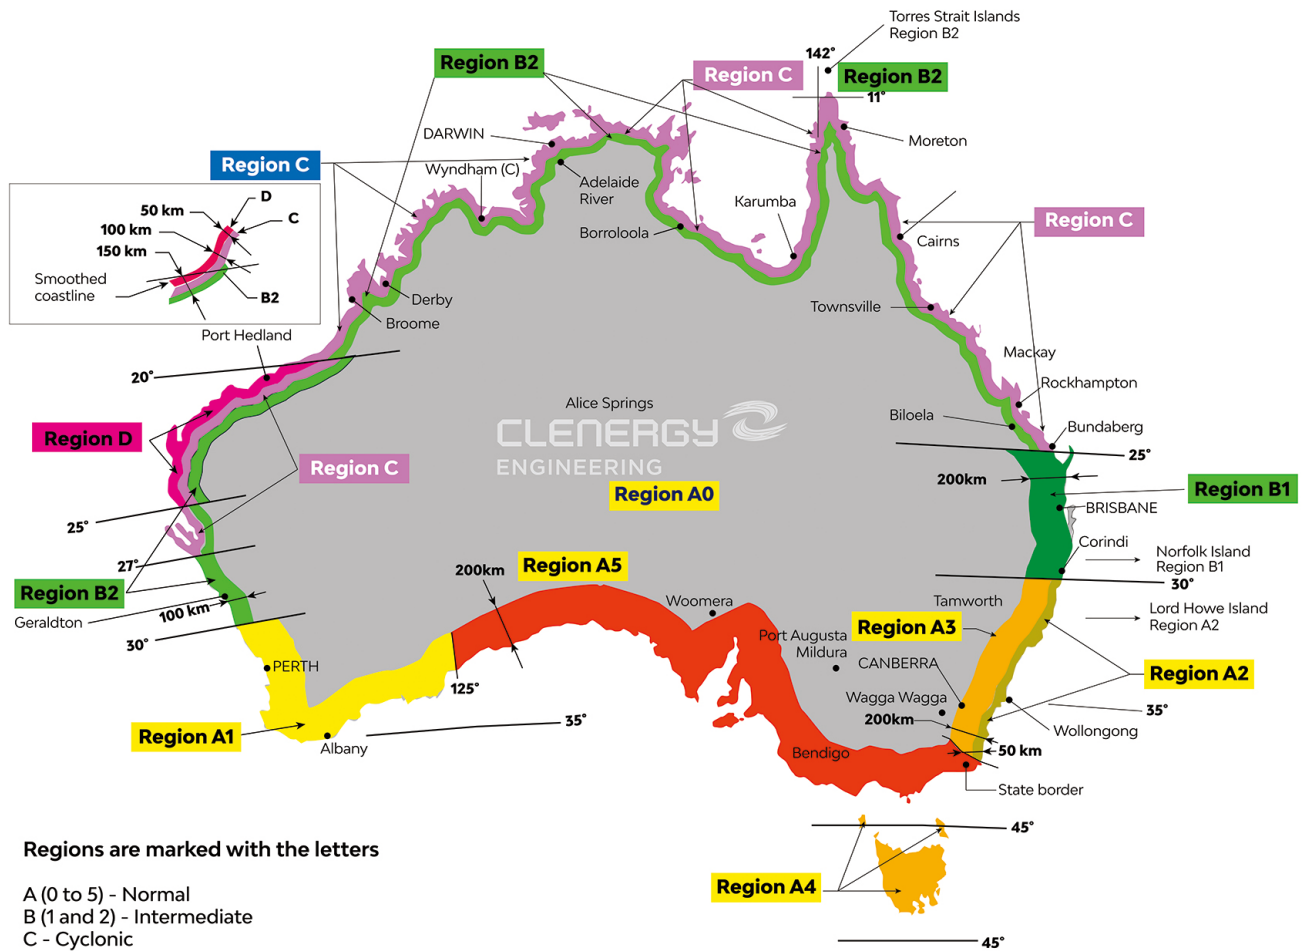 Torres Strait Islands
Region B2
142°
Region B2
Region C
Region B2
11°
DARWIN
Moreton
Region C
Wyndham (C)
Adelaide
River
Karumba
D
50 km
C
100 km
150 km
Smoothed
coastline
B2
Borroloola
Region C
Cairns
Derby
Broome
Townsville
Port Hedland
20°
Mackay
Rockhampton
Alice Springs
CLENERGY
ENGINEERING
Biloela
Bundaberg
Region D
Region C
25°
200km
Region A0
Region B1
BRISBANE
25°
Corindi
Norfolk Island
Region B1
27°
200km
Region A5
30°
Region B2
100 km
Geraldton
Woomera
Tamworth
Lord Howe Island
Region A2
30°
Port Augusta
Mildura
Region A3
PERTH
CANBERRA
Region A2
125°
Wagga Wagga
35°
200km
35°
Wollongong
Region A1
Albany
Bendigo
50 km
State border
45°
Region A4
45°
Regions are marked with the letters
A (0 to 5) - Normal
B (1 and 2) - Intermediate
C - Cyclonic